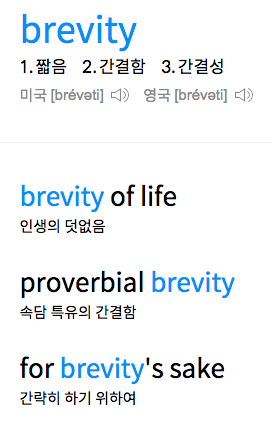 brevity
1. 짧음 2. 간결함 3. 간결성
미국 [brévəti] 영국 [brévəti]
brevity of life
인생의 덧없음
proverbial brevity
속담 특유의 간결함
for brevity's sake
간략히 하기 위하여